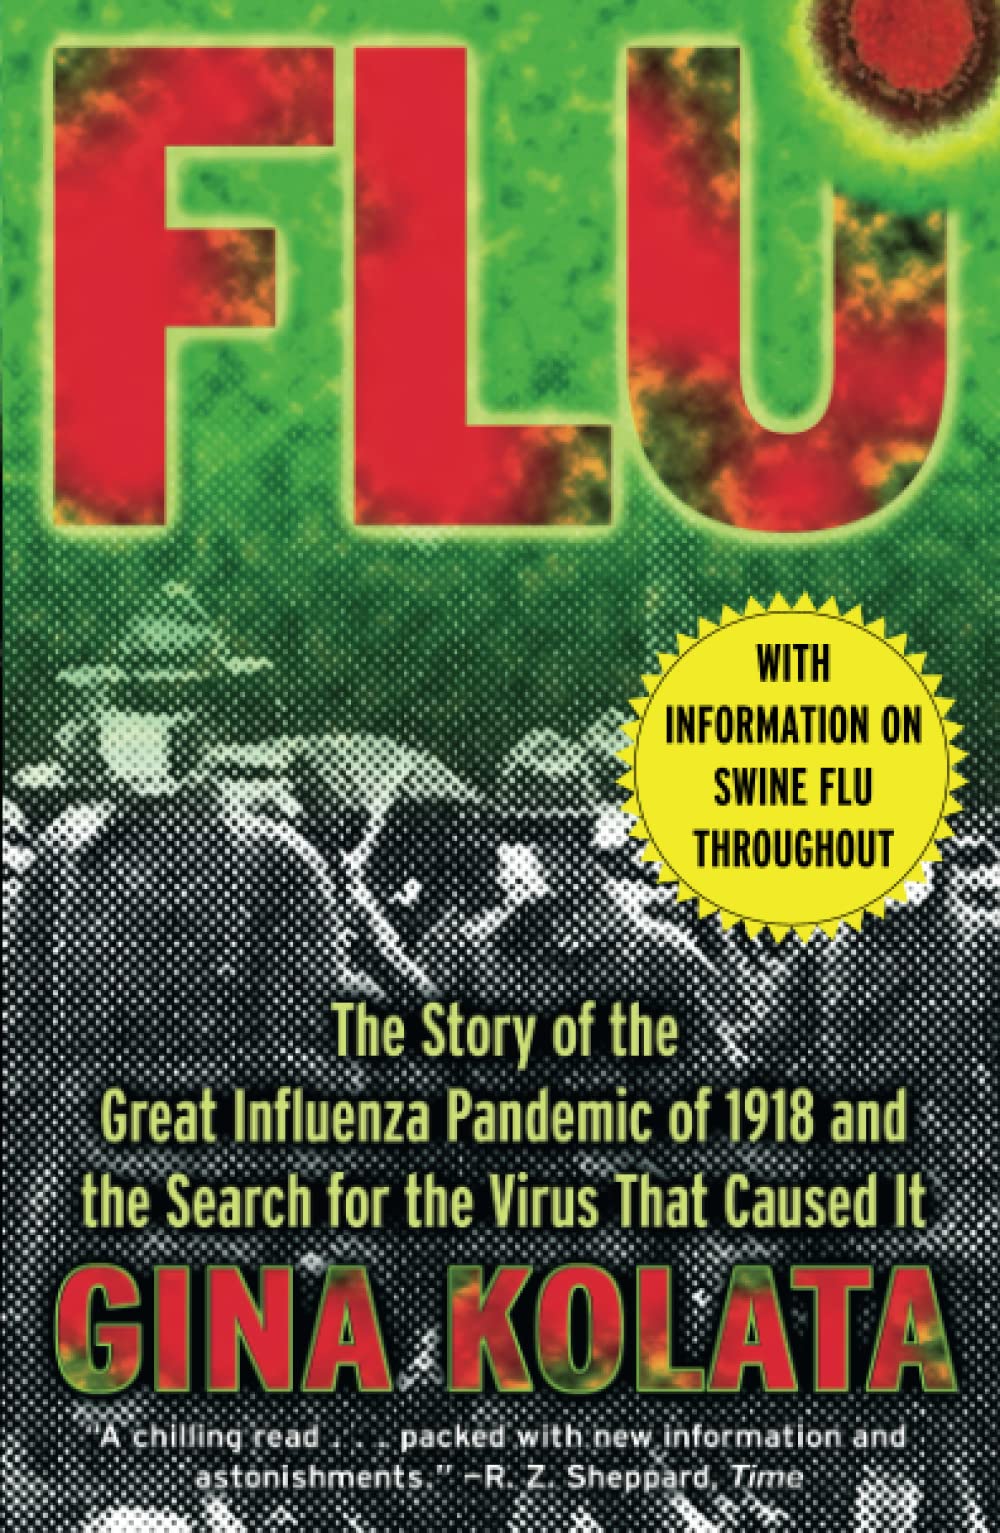 FLU
WITH
INFORMATION ON
SWINE FLU
THROUGHOUT
The Story of the
Great Influenza Pandemic of 1918 and
the Search for the Virus That Caused It
GINA KOLATA
"A chilling read . . . packed with new information and
astonishments." —R. Z. Sheppard, Time